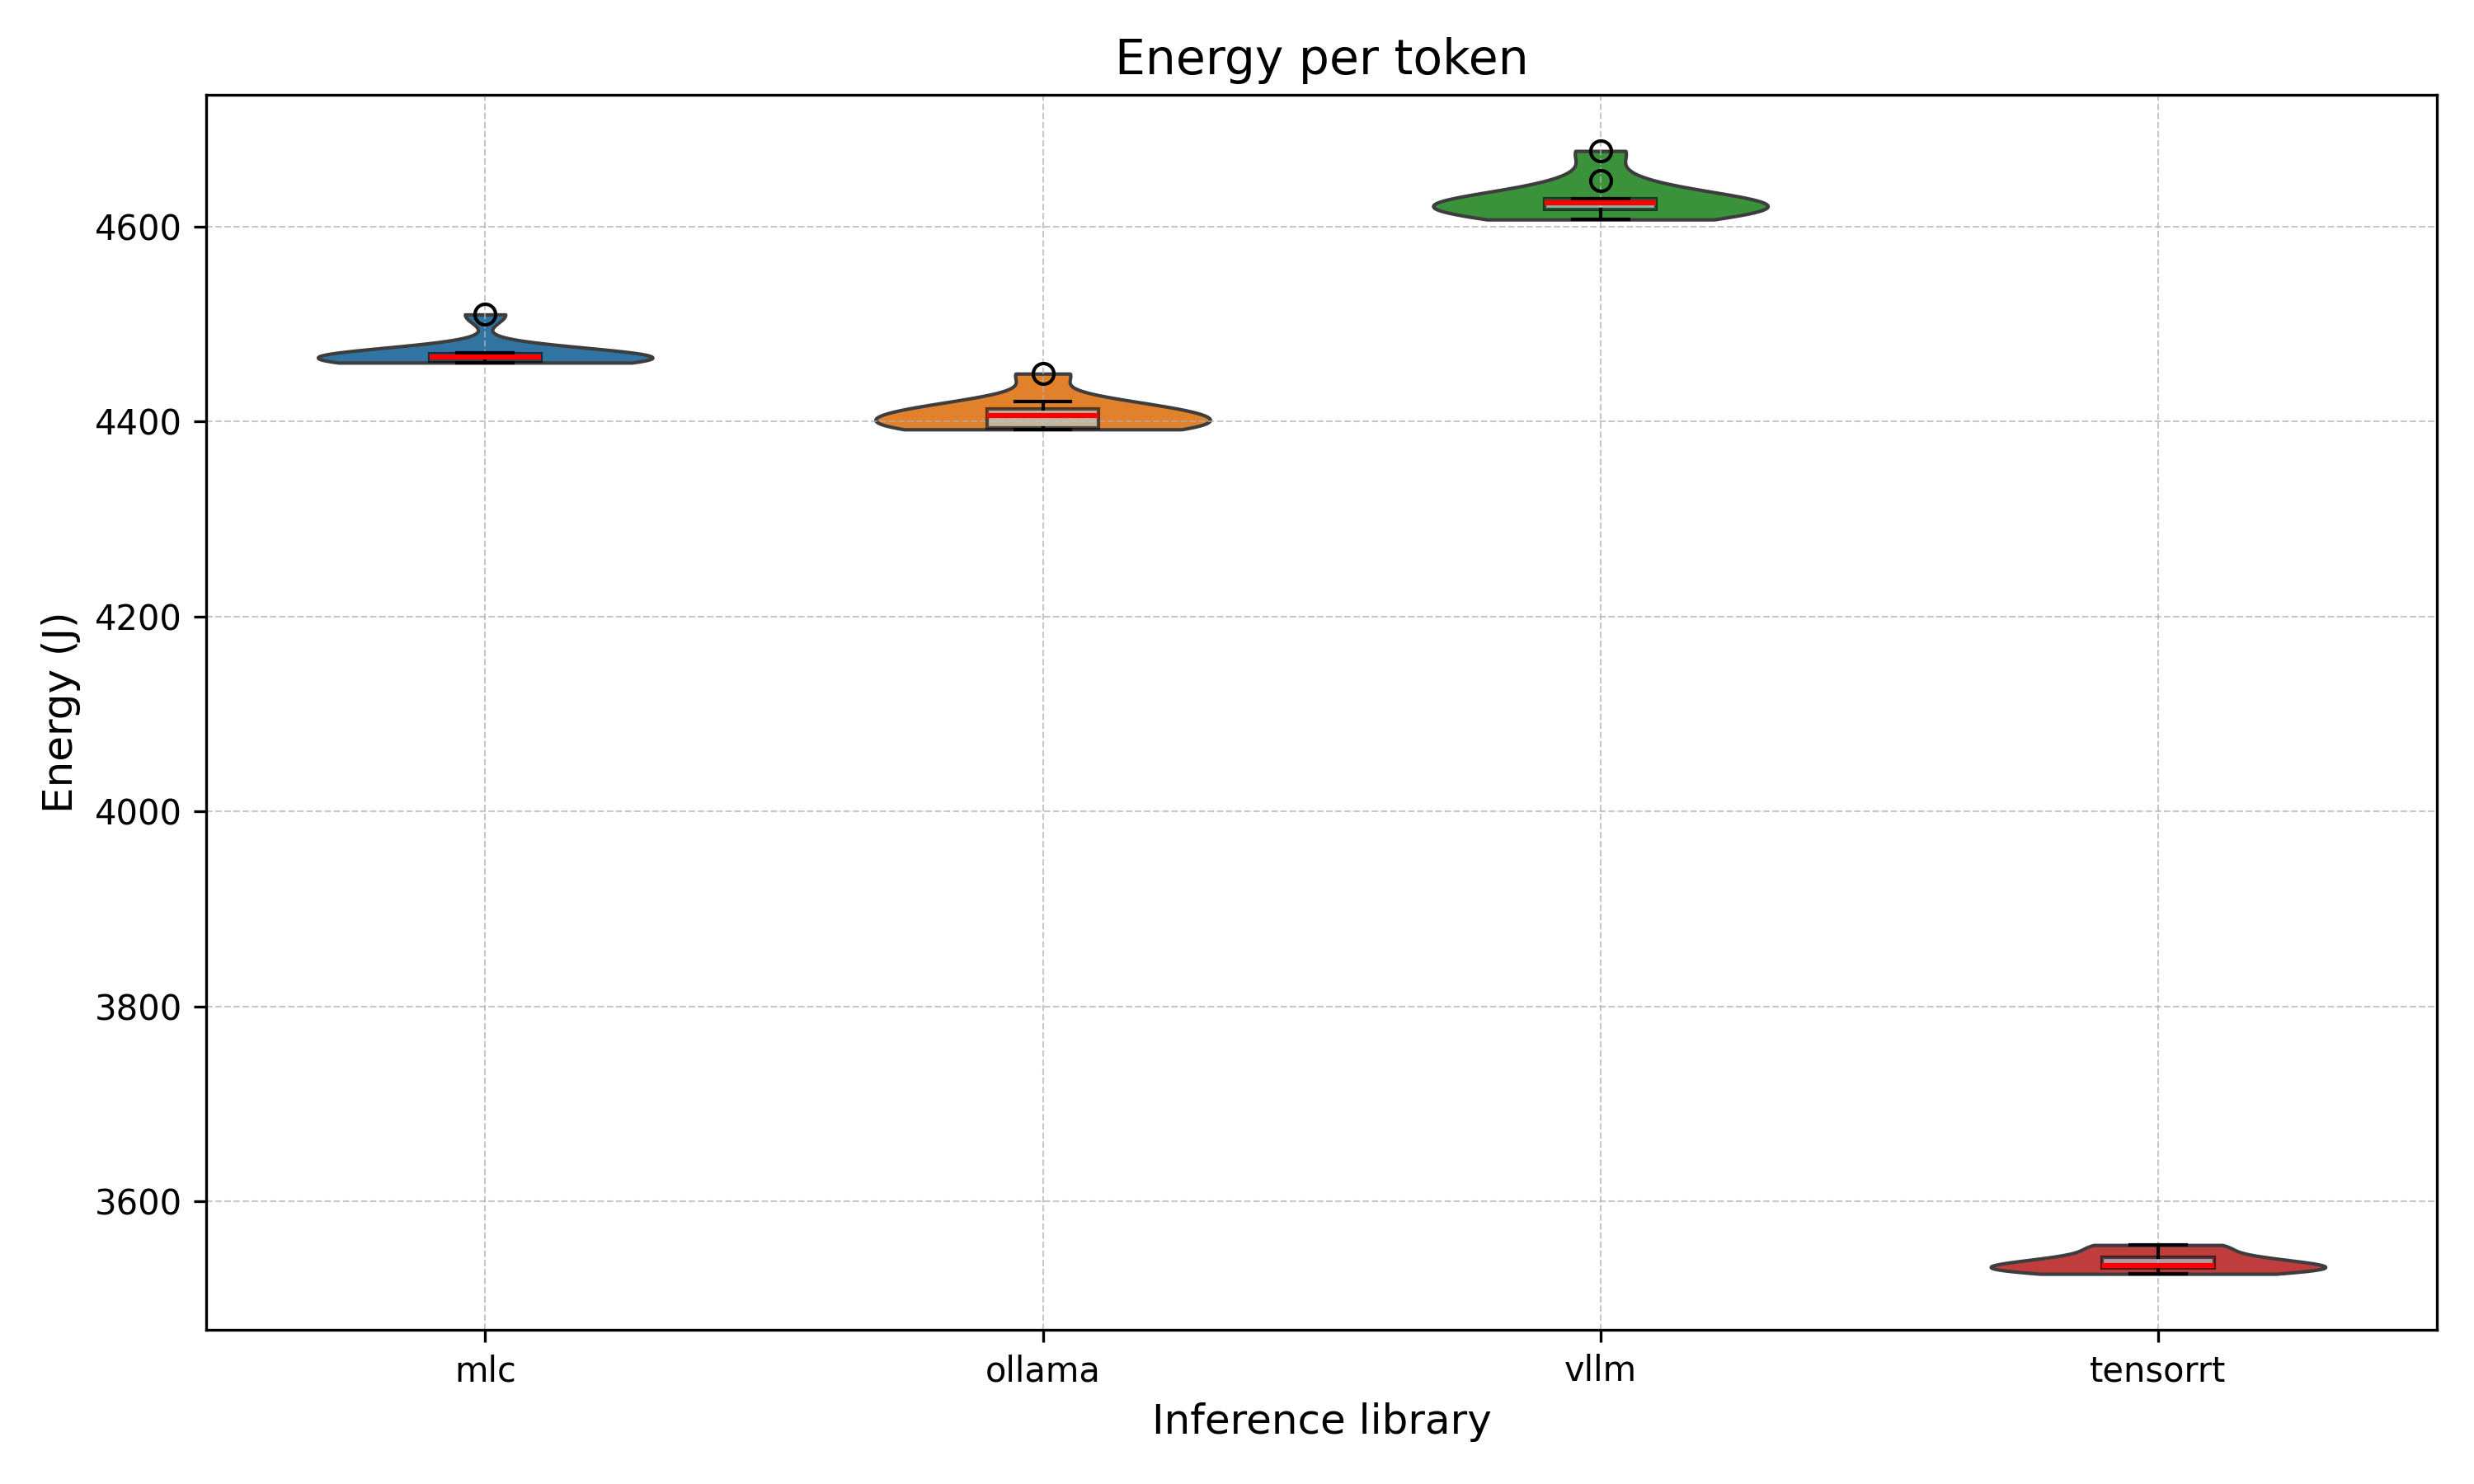 Energy per token
Energy (J)
4600
4400
4200
4000
3800
3600
mlc
ollama
vllm
tensorrt
Inference library